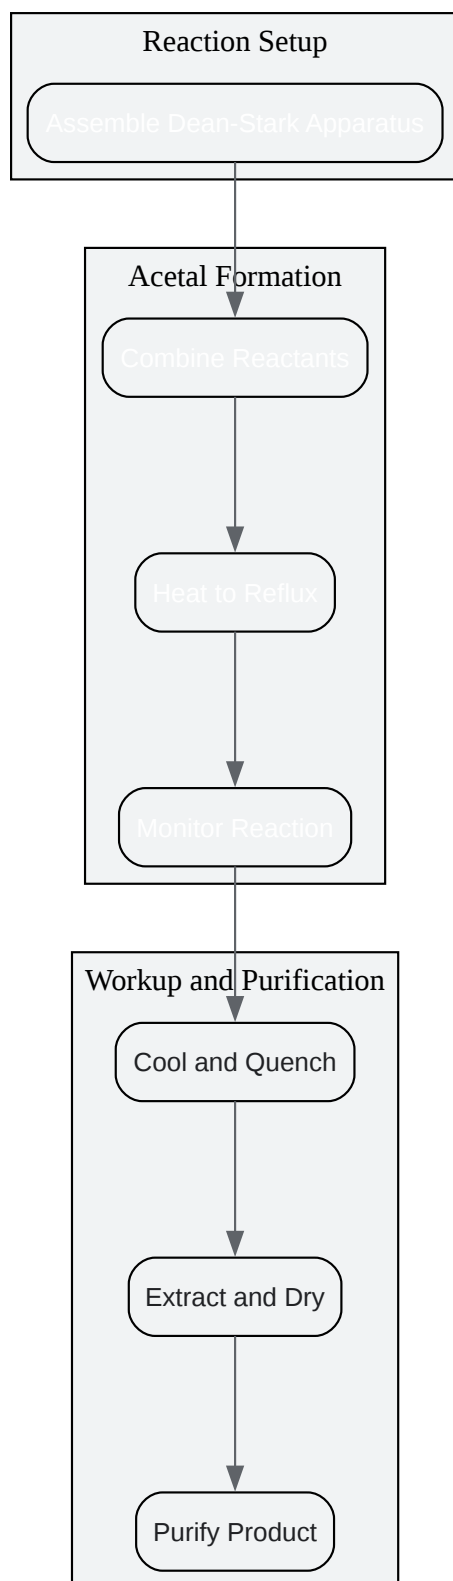 Reaction Setup
Assemble Dean-Stark Apparatus
Acetal Formation
Combine Reactants
Heat to Reflux
Monitor Reaction
Workup and Purification
Cool and Quench
Extract and Dry
Purify Product